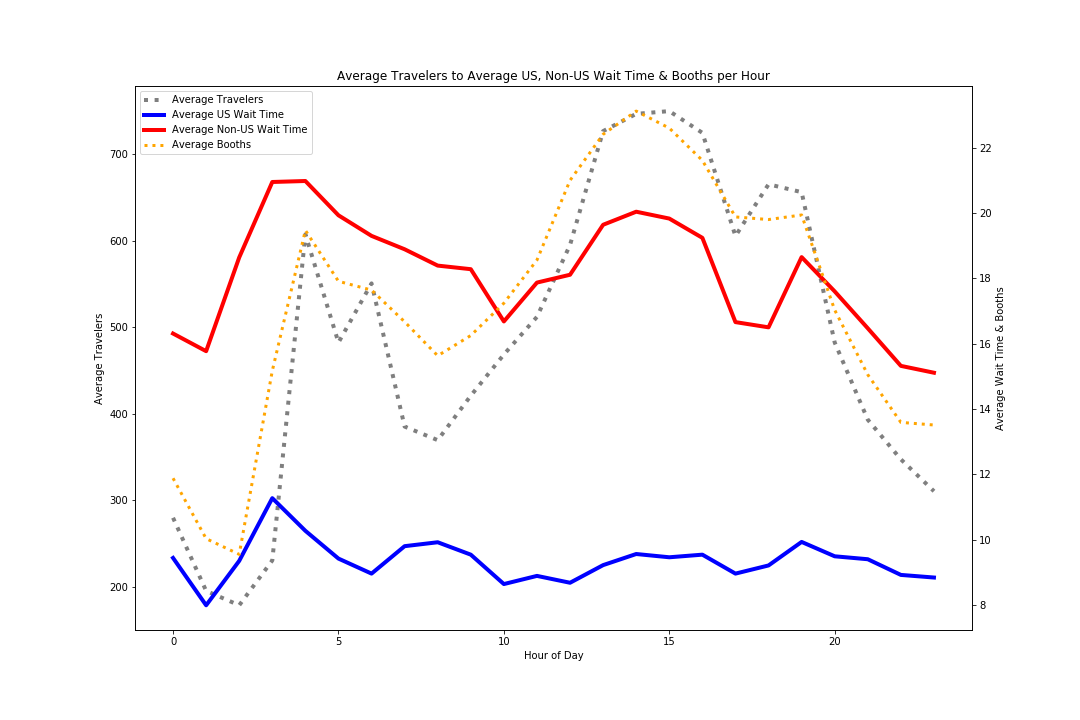 Average Travelers to Average US, Non-US Wait Time & Booths per Hour
Average Travelers
Average US Wait Time
Average Non-US Wait Time
Average Booths
700
600
500
400
300
200
Average Travelers
22
20
18
16
14
12
10
8
Average Wait Time & Booths
0
5
10
15
20
Hour of Day